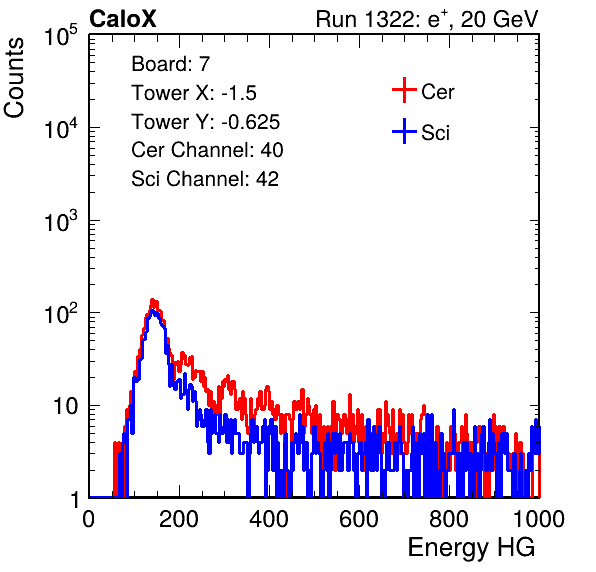 CaloX Run 1322: e⁺, 20 GeV
Counts
Board: 7
Tower X: -1.5
Tower Y: -0.625
Cer Channel: 40
Sci Channel: 42
Cer
Sci
10⁵
10⁴
10³
10²
10
1
0 200 400 600 800 1000
Energy HG